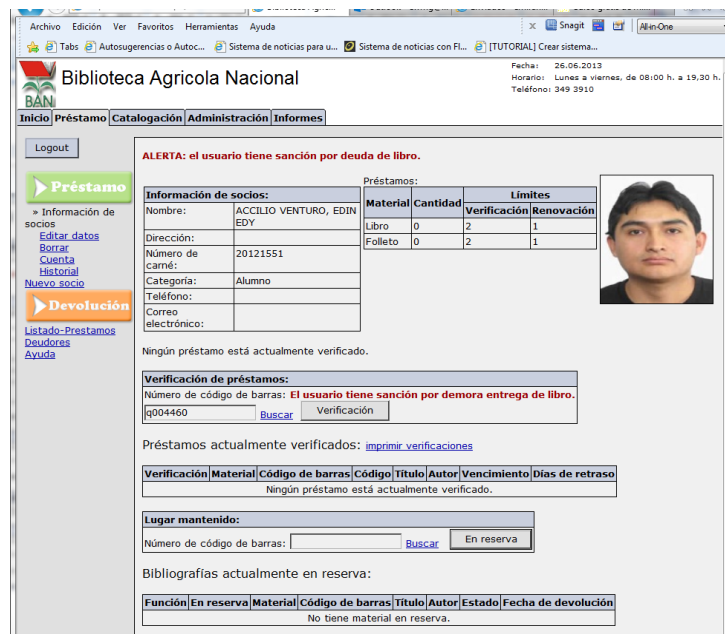 Archivo Edición Ver Favoritos Herramientas Ayuda x Snagit All-in-One
Tabs Autosugerencias o Autoc... Sistema de noticias para u... Sistema de noticias con Fl... [TUTORIAL] Crear sistema...
BAN
Biblioteca Agricola Nacional
Fecha: 26.06.2013
Horario: Lunes a viernes, de 08:00 h. a 19,30 h.
Teléfono: 349 3910
Inicio Préstamo Catalogación Administración Informes
Logout
Préstamo
» Información de
socios
Editar datos
Borrar
Cuenta
Historial
Nuevo socio
Devolución
Listado-Prestamos
Deudores
Ayuda
ALERTA: el usuario tiene sanción por deuda de libro.
Información de socios:
Nombre: ACCILIO VENTURO, EDIN
EDY
Dirección:
Número de
carné: 20121551
Categoría: Alumno
Teléfono:
Correo
electrónico:
Préstamos:
Material Cantidad Límites
Verificación Renovación
Libro 0 2 1
Folleto 0 2 1
Ningún préstamo está actualmente verificado.
Verificación de préstamos:
Número de código de barras: El usuario tiene sanción por demora entrega de libro.
q004460 Buscar Verificación
Préstamos actualmente verificados: imprimir verificaciones
Verificación Material Código de barras Código Título Autor Vencimiento Días de retraso
Ningún préstamo está actualmente verificado.
Lugar mantenido:
Número de código de barras: Buscar En reserva
Bibliografías actualmente en reserva:
Función En reserva Material Código de barras Título Autor Estado Fecha de devolución
No tiene material en reserva.